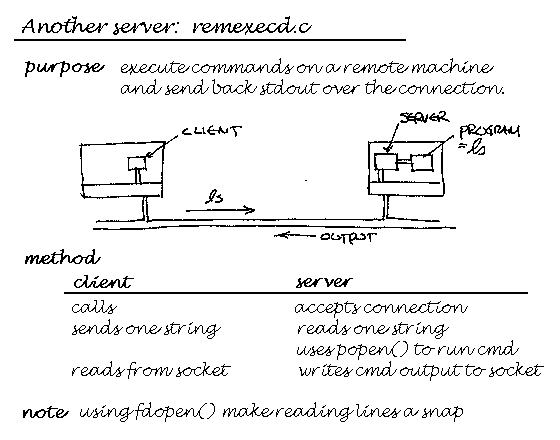 Another server: remexecd.c
purpose execute commands on a remote machine
and send back stdout over the connection.
CLIENT
SERVER
PROGRAM
= ls
ls
OUTPUT
method
client server
calls accepts connection
sends one string reads one string
uses popen() to run cmd
reads from socket writes cmd output to socket
note using fdopen() make reading lines a snap